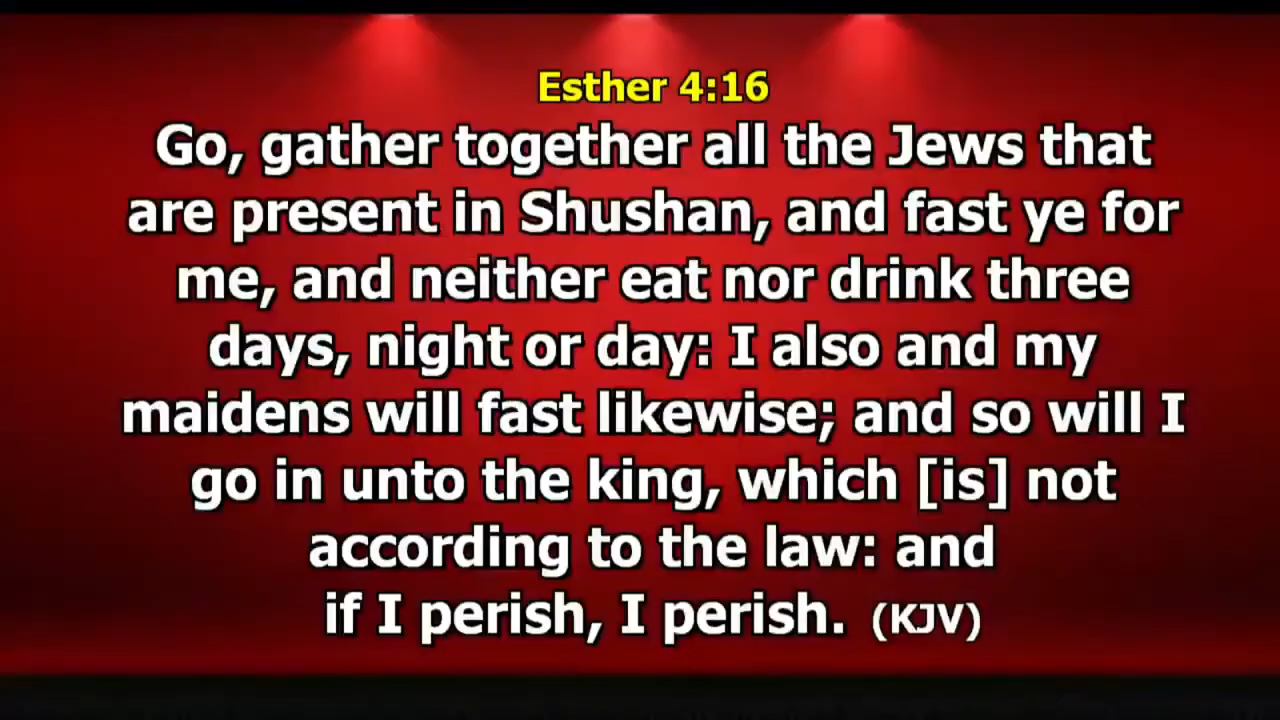 Esther 4:16
Go, gather together all the Jews that
are present in Shushan, and fast ye for
me, and neither eat nor drink three
days, night or day: I also and my
maidens will fast likewise; and so will I
go in unto the king, which [is] not
according to the law: and
if I perish, I perish. (KJV)